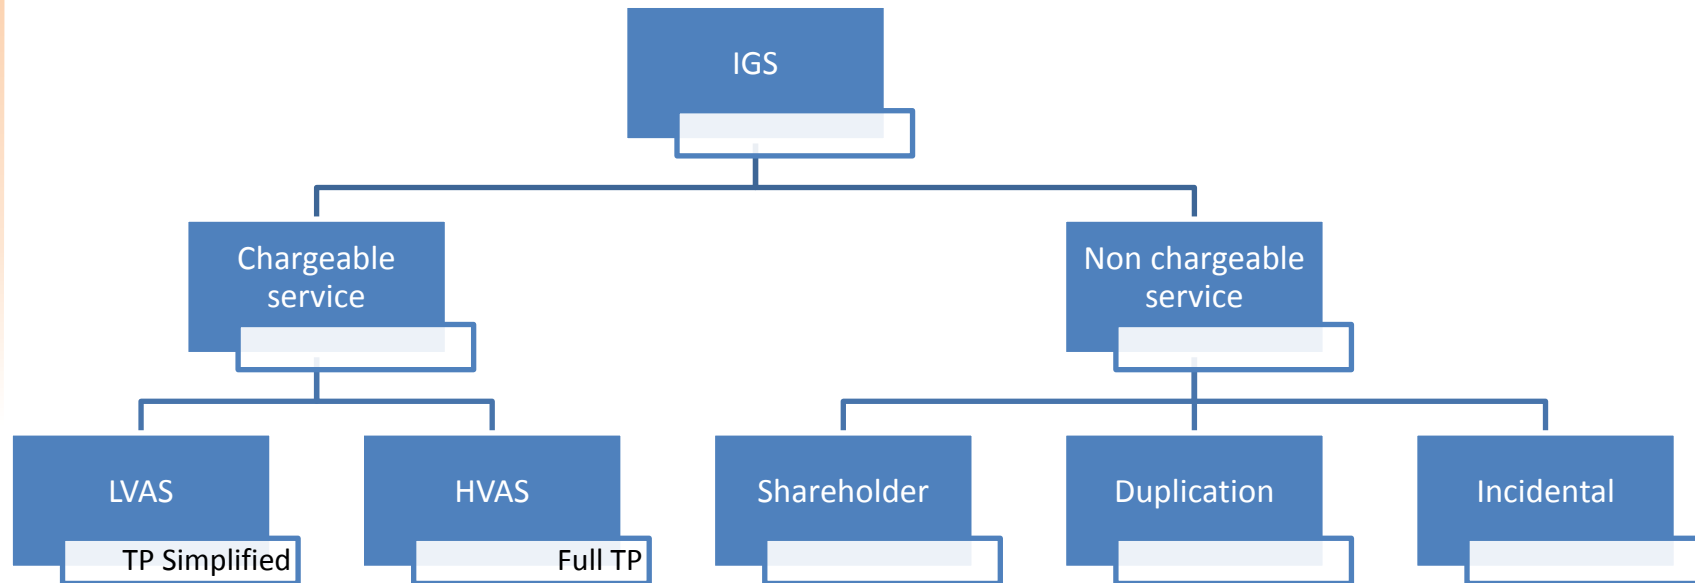 IGS
Chargeable
service
Non chargeable
service
LVAS
TP Simplified
HVAS
Full TP
Shareholder
Duplication
Incidental